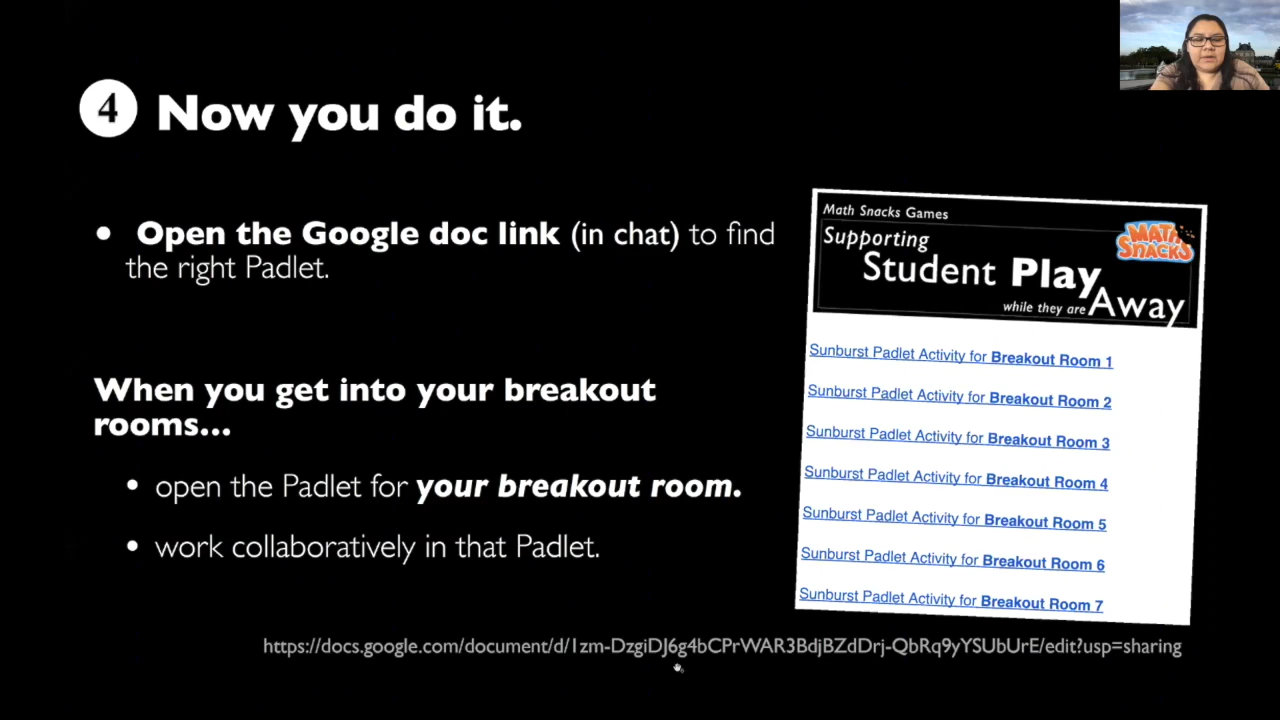 4 Now you do it.
• Open the Google doc link (in chat) to find
the right Padlet.
When you get into your breakout
rooms...
• open the Padlet for your breakout room.
• work collaboratively in that Padlet.
Math Snacks Games
Supporting
Student Play
while they are Away
MATH
SNACKS
Sunburst Padlet Activity for Breakout Room 1
Sunburst Padlet Activity for Breakout Room 2
Sunburst Padlet Activity for Breakout Room 3
Sunburst Padlet Activity for Breakout Room 4
Sunburst Padlet Activity for Breakout Room 5
Sunburst Padlet Activity for Breakout Room 6
Sunburst Padlet Activity for Breakout Room 7
https://docs.google.com/document/d/1zm-DzgiDJ6g4bCPrWAR3BdjBZdDrj-QbRq9yYSUbUrE/edit?usp=sharing